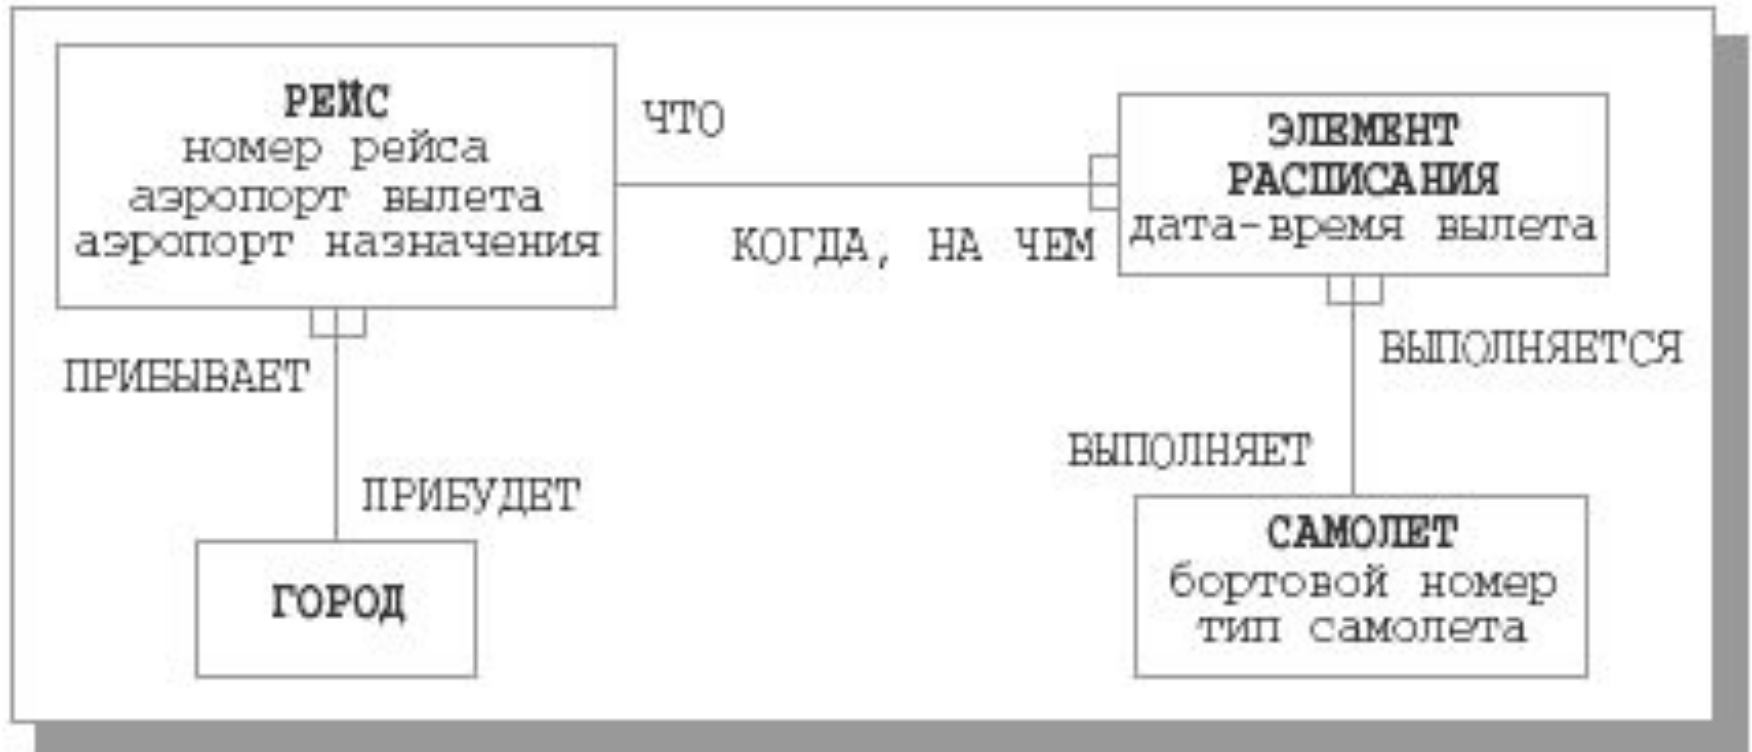 РЕЙС
номер рейса
аэропорт вылета
аэропорт назначения
ЧТО
КОГДА, НА ЧЕМ
ЭЛЕМЕНТ
РАСПИСАНИЯ
дата-время вылета
ПРИБЫВАЕТ
ПРИБУДЕТ
ГОРОД
ВЫПОЛНЯЕТСЯ
ВЫПОЛНЯЕТ
САМОЛЕТ
бортовой номер
тип самолета